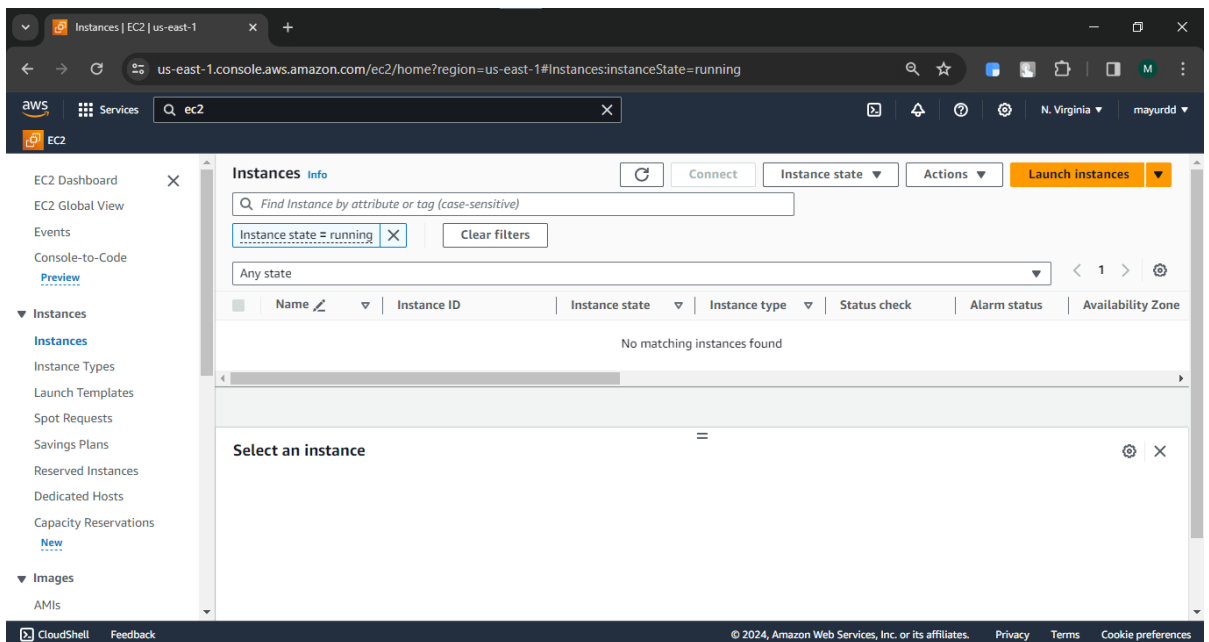 Instances | EC2 | us-east-1
us-east-1.console.aws.amazon.com/ec2/home?region=us-east-1#Instances:instanceState=running
M
aws
Services
ec2
N. Virginia
mayurdd
EC2
EC2 Dashboard
EC2 Global View
Events
Console-to-Code
Preview
Instances
Instances
Instance Types
Launch Templates
Spot Requests
Savings Plans
Reserved Instances
Dedicated Hosts
Capacity Reservations
New
Images
AMIs
Instances Info
Connect
Instance state
Actions
Launch instances
Find Instance by attribute or tag (case-sensitive)
Instance state = running
Clear filters
Any state
1
Name Instance ID Instance state Instance type Status check Alarm status Availability Zone
No matching instances found
Select an instance
CloudShell Feedback © 2024, Amazon Web Services, Inc. or its affiliates. Privacy Terms Cookie preferences